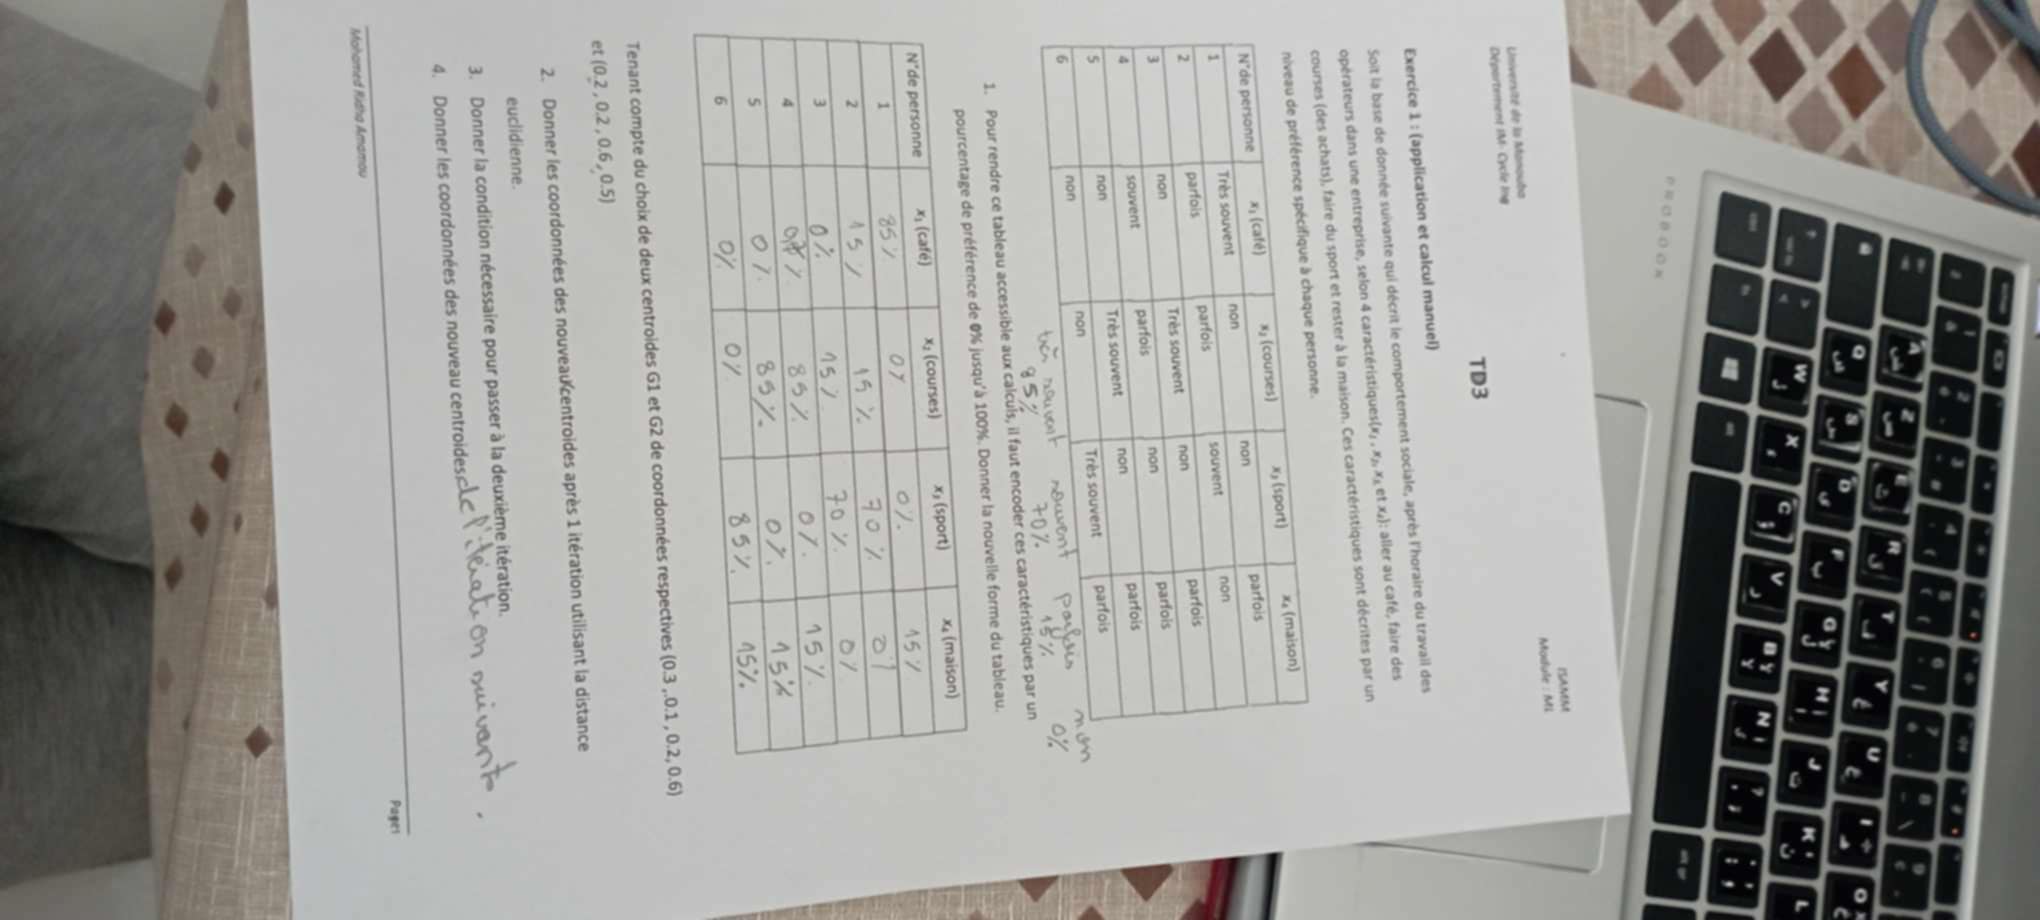 Université de la Manouba
Département IM- Cycle Ing
ISAMM
Module : ML
TD3
Exercice 1 : (application et calcul manuel)
Soit la base de donnée suivante qui décrit le comportement sociale, après l'horaire du travail des
opérateurs dans une entreprise, selon 4 caractéristiques(x₁ , x₂, x₃, et x₄): aller au café, faire des
courses (des achats), faire du sport et rester à la maison. Ces caractéristiques sont décrites par un
niveau de préférence spécifique à chaque personne.
N°de personne x₁ (café) x₂ (courses) x₃ (sport) x₄ (maison)
1 Très souvent non non parfois
2 parfois parfois souvent non
3 non Très souvent non parfois
4 souvent parfois non parfois
5 non Très souvent non parfois
6 non non Très souvent parfois
très souvent souvent parfois non
85% 70% 15% 0%
1. Pour rendre ce tableau accessible aux calculs, il faut encoder ces caractéristiques par un
pourcentage de préférence de 0% jusqu'à 100%. Donner la nouvelle forme du tableau.
N°de personne x₁ (café) x₂ (courses) x₃ (sport) x₄ (maison)
1 85% 0% 0% 15%
2 15% 15% 70% 0%
3 0% 15% 70% 0%
4 % 85% 0% 15%
5 0% 85% 0% 15%
6 0% 0% 85% 15%
Tenant compte du choix de deux centroides G1 et G2 de coordonnées respectives (0.3 ,.0.1 , 0.2, 0.6)
et (0.2 , 0.2 , 0.6 , 0.5)
2. Donner les coordonnées des nouveaux centroides après 1 itération utilisant la distance
euclidienne.
3. Donner la condition nécessaire pour passer à la deuxième itération.
4. Donner les coordonnées des nouveau centroides de l'itération suivante.
Mohamed Ridha Amamou
Page1
PROBOOK